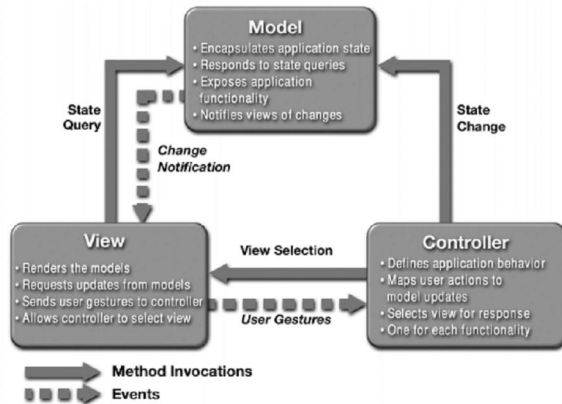 Model
• Encapsulates application state
• Responds to state queries
• Exposes application
functionality
• Notifies views of changes
State
Query
Change
Notification
State
Change
View
• Renders the models
• Requests updates from models
• Sends user gestures to controller
• Allows controller to select view
View Selection
User Gestures
Controller
• Defines application behavior
• Maps user actions to
model updates
• Selects view for response
• One for each functionality
Method Invocations
Events